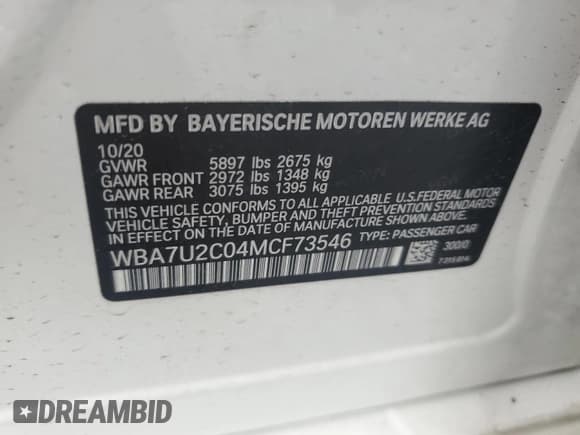 MFD BY BAYERISCHE MOTOREN WERKE AG
10/20
GVWR 5897 lbs 2675 kg
GAWR FRONT 2972 lbs 1348 kg
GAWR REAR 3075 lbs 1395 kg
THIS VEHICLE CONFORMS TO ALL APPLICABLE U.S.FEDERAL MOTOR
VEHICLE SAFETY, BUMPER AND THEFT PREVENTION STANDARDS
IN EFFECT ON THE DATE OF MANUFACTURE SHOWN ABOVE.
WBA7U2C04MCF73546 TYPE: PASSENGER CAR
300/0
DREAMBID